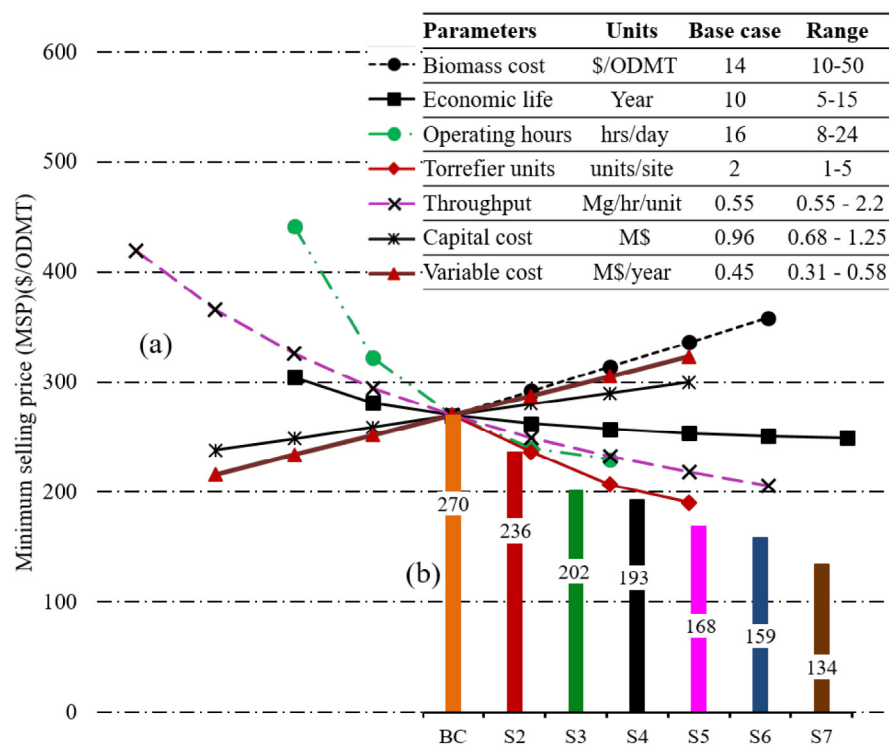 Minimum selling price (MSP)($/ODMT)
600
500
400
300
200
100
0
Parameters Units Base case Range
Biomass cost $/ODMT 14 10-50
Economic life Year 10 5-15
Operating hours hrs/day 16 8-24
Torrefier units units/site 2 1-5
Throughput Mg/hr/unit 0.55 0.55 - 2.2
Capital cost M$ 0.96 0.68 - 1.25
Variable cost M$/year 0.45 0.31 - 0.58
(a)
(b)
270
236
202
193
168
159
134
BC S2 S3 S4 S5 S6 S7